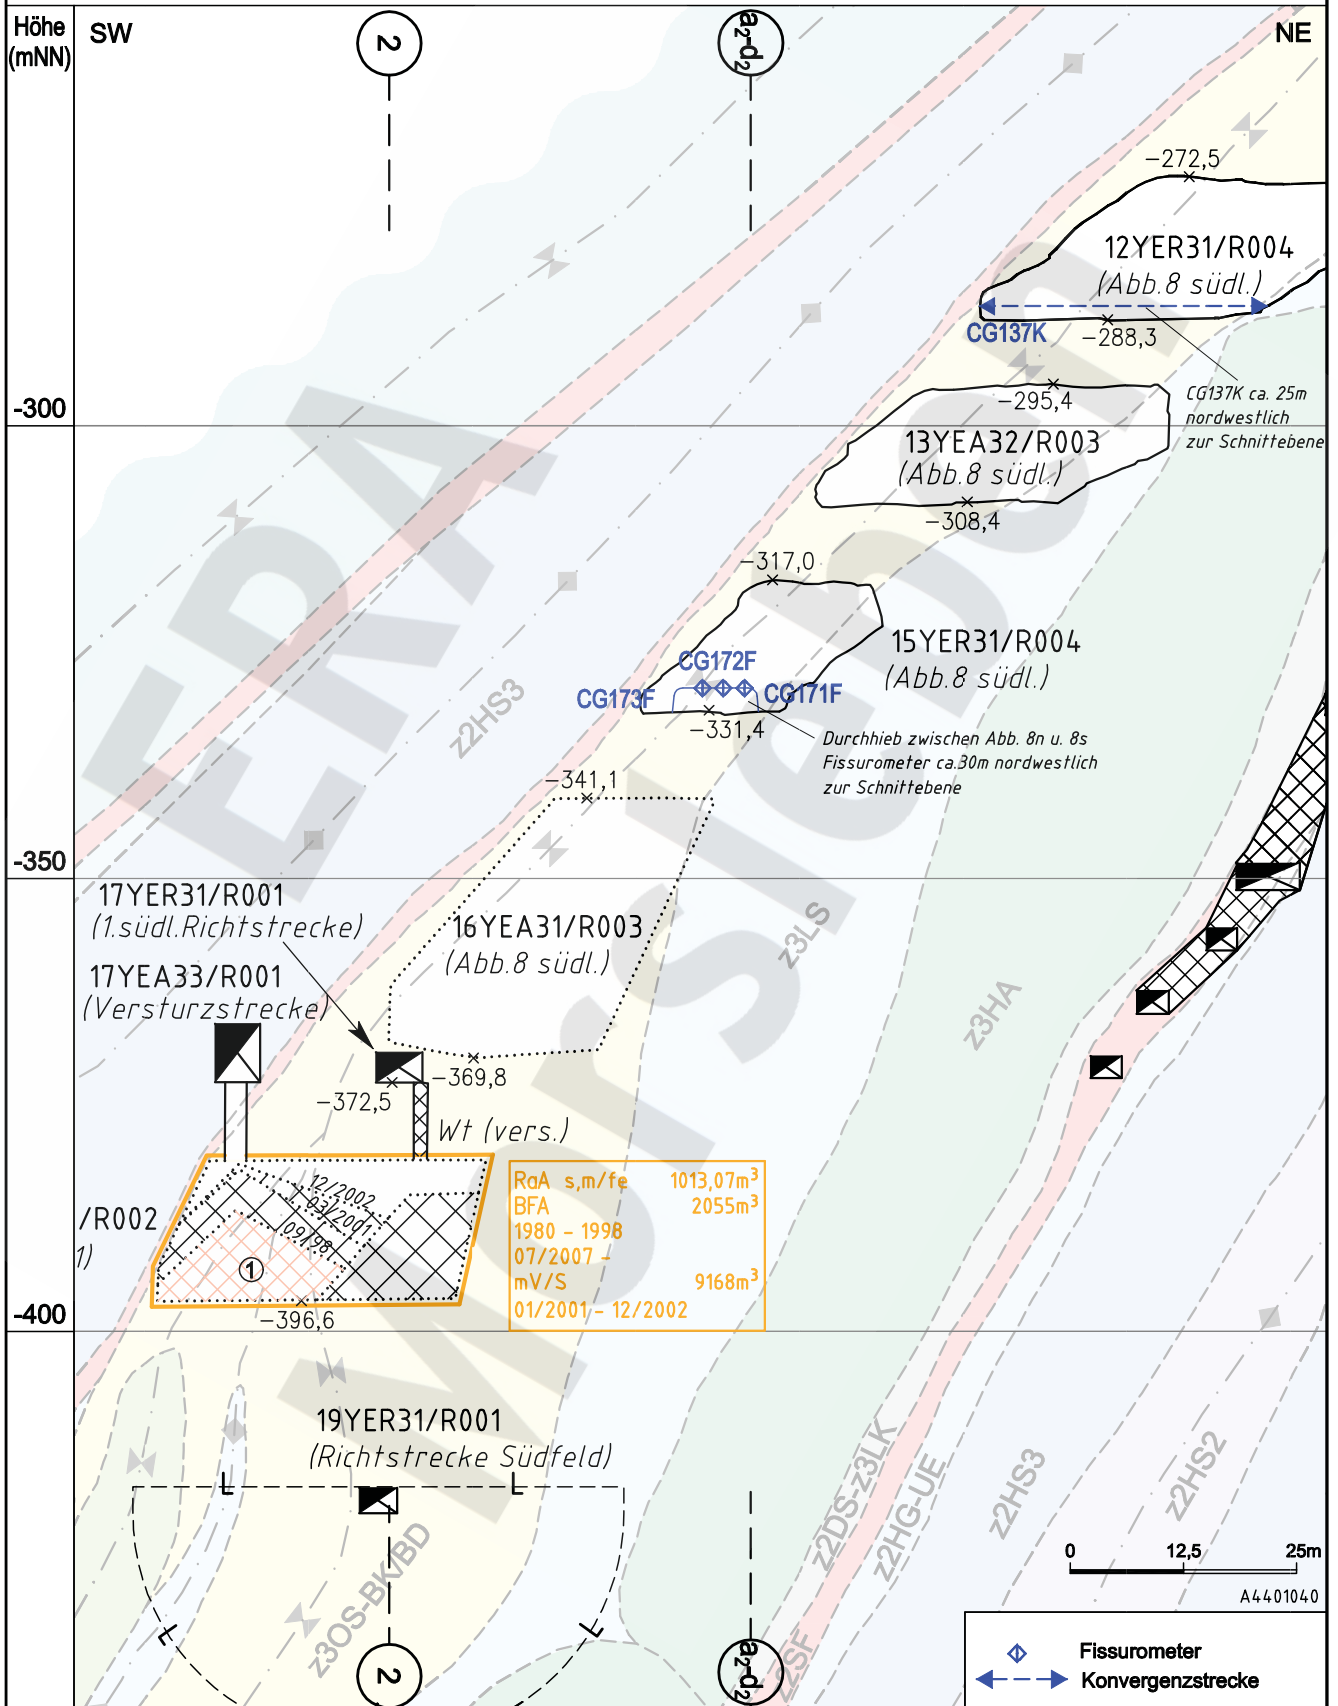 Höhe
(mNN)
SW
2
a₂-d₂
NE
-272,5
12YER31/R004
(Abb.8 südl.)
CG137K
-288,3
CG137K ca. 25m
nordwestlich
zur Schnittebene
-300
-295,4
13YEA32/R003
(Abb.8 südl.)
-308,4
-317,0
15YER31/R004
(Abb.8 südl.)
CG172F
CG173F
CG171F
-331,4
Durchhieb zwischen Abb. 8n u. 8s
Fissurometer ca.30m nordwestlich
zur Schnittebene
z2HS3
-341,1
-350
17YER31/R001
(1.südl.Richtstrecke)
16YEA31/R003
(Abb.8 südl.)
z3LS
17YEA33/R001
(Versturzstrecke)
z3HA
-369,8
-372,5
Wt (vers.)
RaA s,m/fe 1013,07m³
BFA 2055m³
1980 - 1998
07/2007 -
mV/S 9168m³
01/2001 - 12/2002
12/2002
03/2001
09/98
/R002
1)
1
-396,6
-400
19YER31/R001
(Richtstrecke Südfeld)
z2DS-z3LK
z2HG-UE
z2HS3
z2HS2
z3OS-BK/BD
2SF
0 12,5 25m
A4401040
2
a₂-d₂
Fissurometer
Konvergenzstrecke
ERA Morsleben